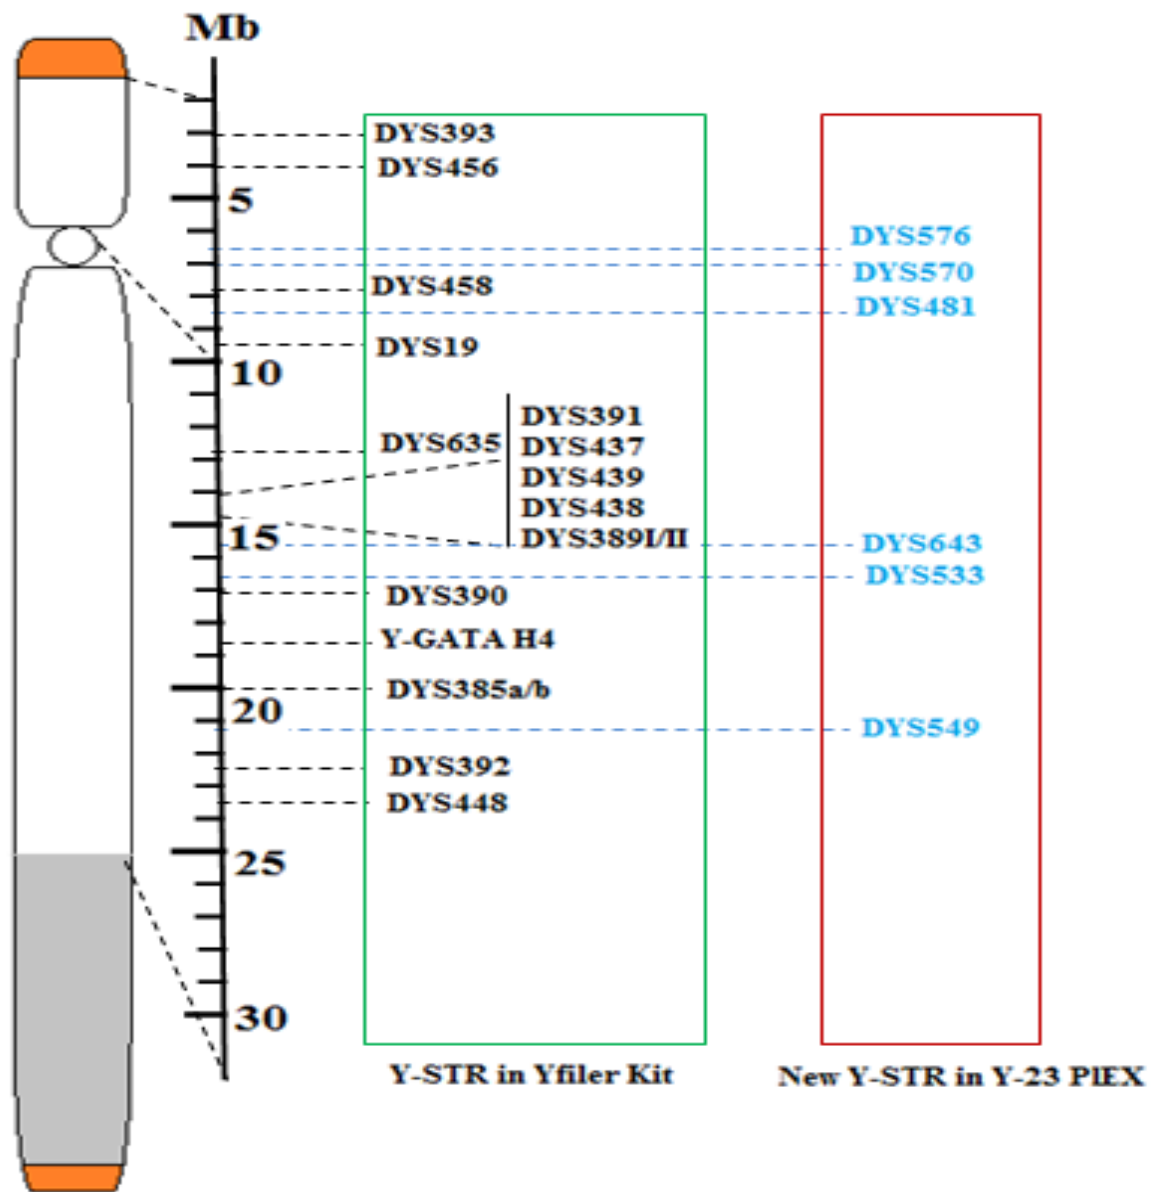 Mb
DYS393
DYS456
5
DYS576
DYS570
DYS458
DYS481
DYS19
10
DYS391
DYS635
DYS437
DYS439
DYS438
15
DYS389I/II
DYS643
DYS533
DYS390
Y-GATA H4
DYS385a/b
20
DYS549
DYS392
DYS448
25
30
Y-STR in Yfiler Kit
New Y-STR in Y-23 PlEX